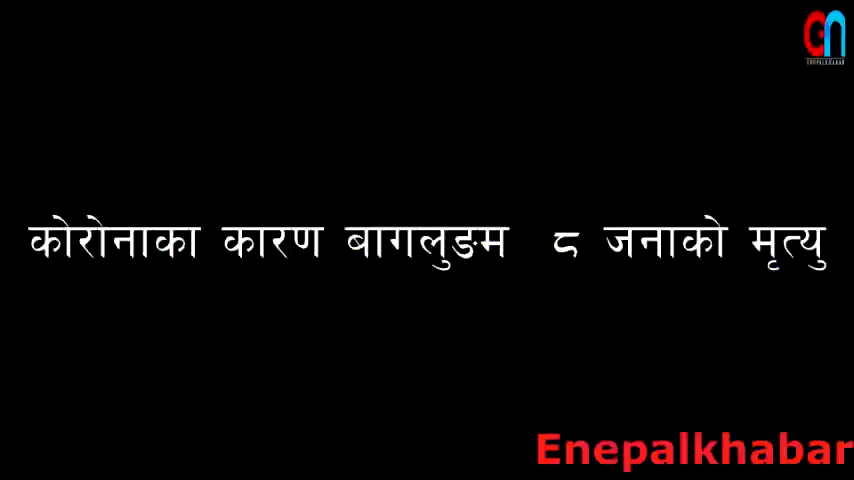 कोरोनाका कारण बागलुङम ८ जनाको मृत्यु
Enepalkhabar